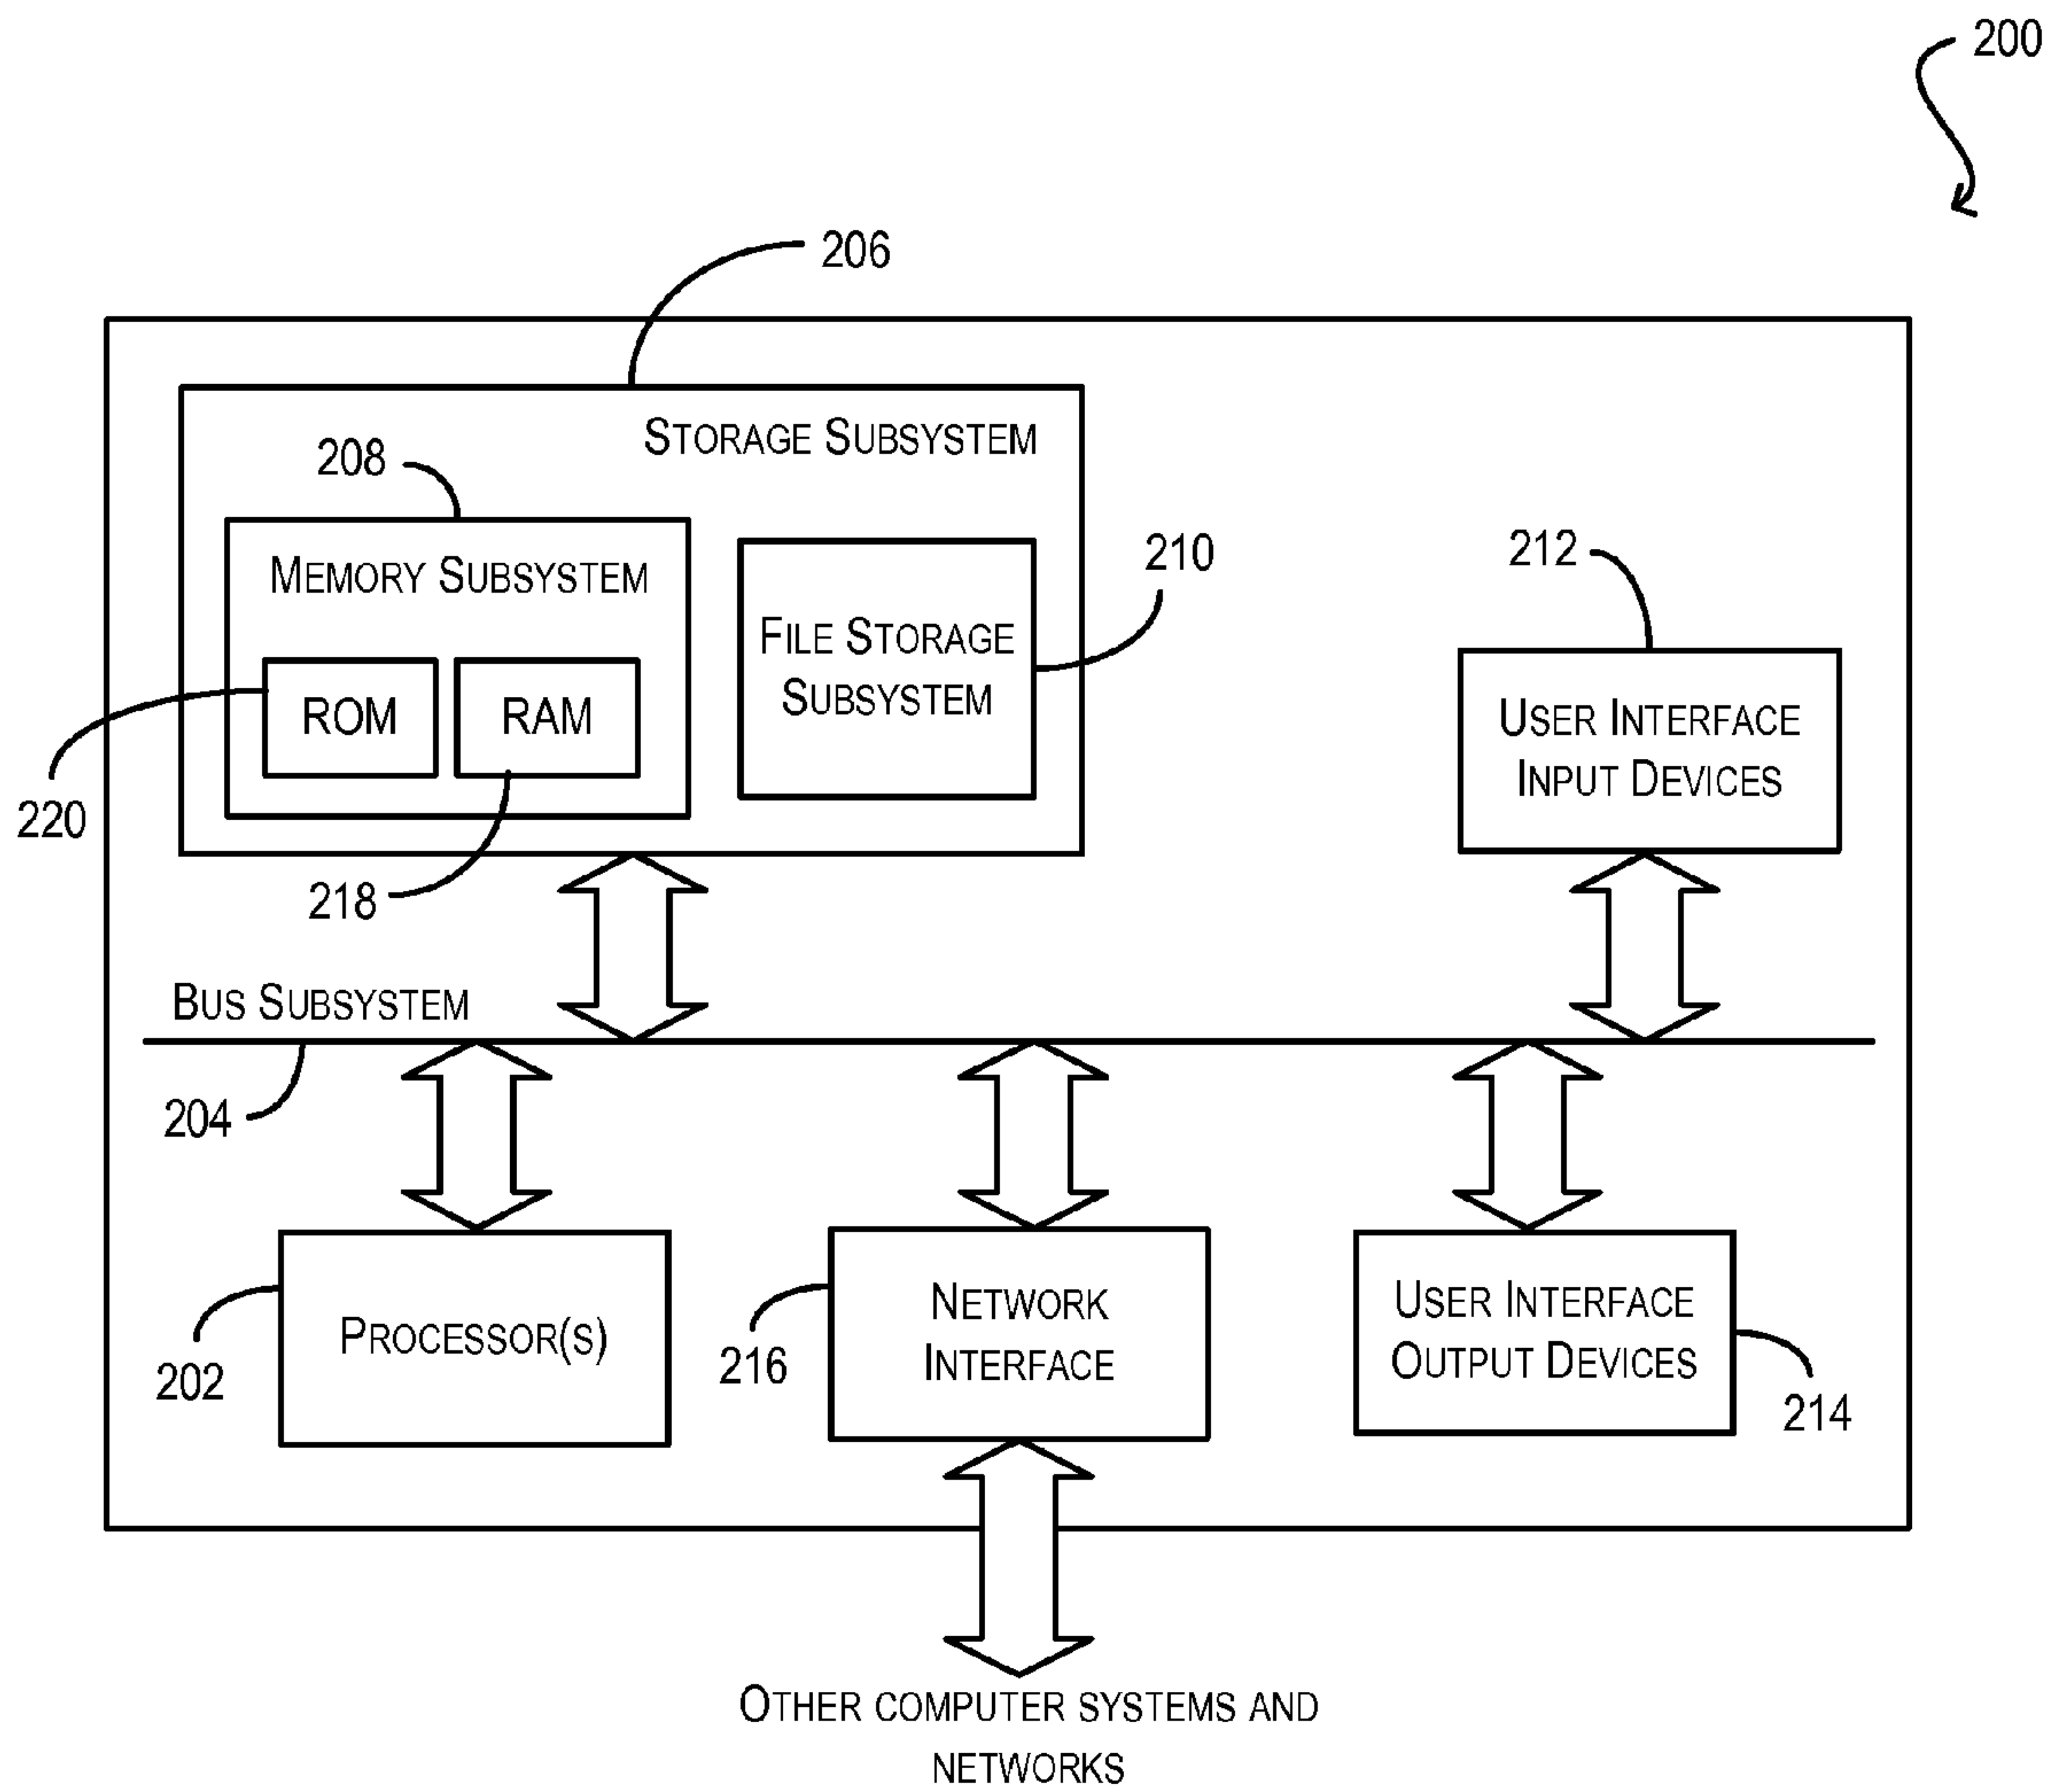 200
206
STORAGE SUBSYSTEM
208
MEMORY SUBSYSTEM
210
212
FILE STORAGE
SUBSYSTEM
ROM
RAM
USER INTERFACE
INPUT DEVICES
220
218
BUS SUBSYSTEM
204
PROCESSOR(S)
202
NETWORK
INTERFACE
216
USER INTERFACE
OUTPUT DEVICES
214
OTHER COMPUTER SYSTEMS AND
NETWORKS